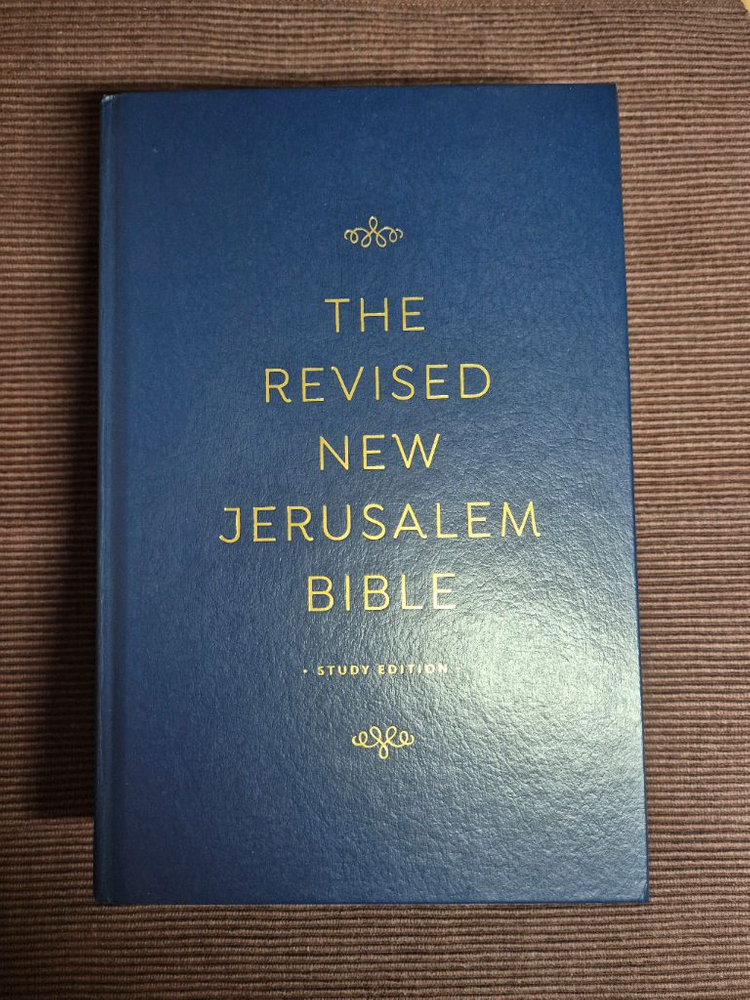 THE
REVISED
NEW
JERUSALEM
BIBLE
• STUDY EDITION •